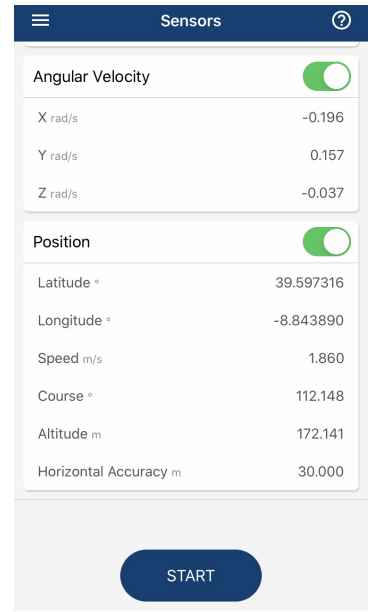 Sensors
Angular Velocity
X rad/s -0.196
Y rad/s 0.157
Z rad/s -0.037
Position
Latitude ° 39.597316
Longitude ° -8.843890
Speed m/s 1.860
Course ° 112.148
Altitude m 172.141
Horizontal Accuracy m 30.000
START